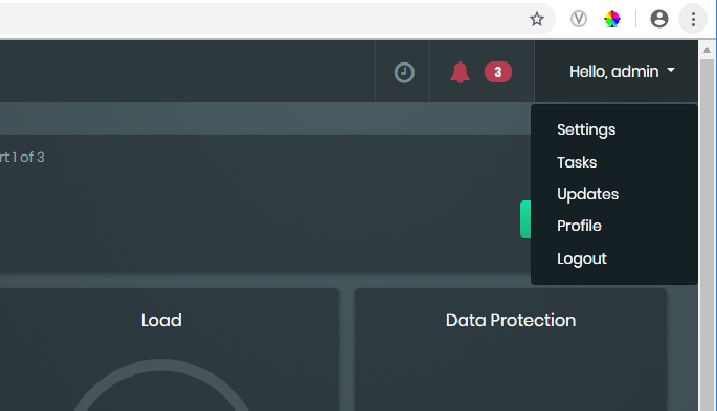 V
3
Hello, admin
rt 1 of 3
Settings
Tasks
Updates
Profile
Logout
Load
Data Protection